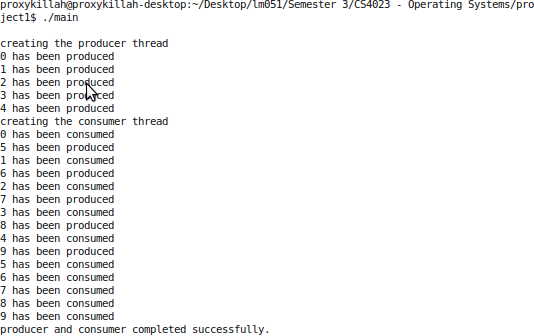 proxykillah@proxykillah-desktop:~/Desktop/lm051/Semester 3/CS4023 - Operating Systems/pro
ject1$ ./main
creating the producer thread
0 has been produced
1 has been produced
2 has been produced
3 has been produced
4 has been produced
creating the consumer thread
0 has been consumed
5 has been produced
1 has been consumed
6 has been produced
2 has been consumed
7 has been produced
3 has been consumed
8 has been produced
4 has been consumed
9 has been produced
5 has been consumed
6 has been consumed
7 has been consumed
8 has been consumed
9 has been consumed
producer and consumer completed successfully.